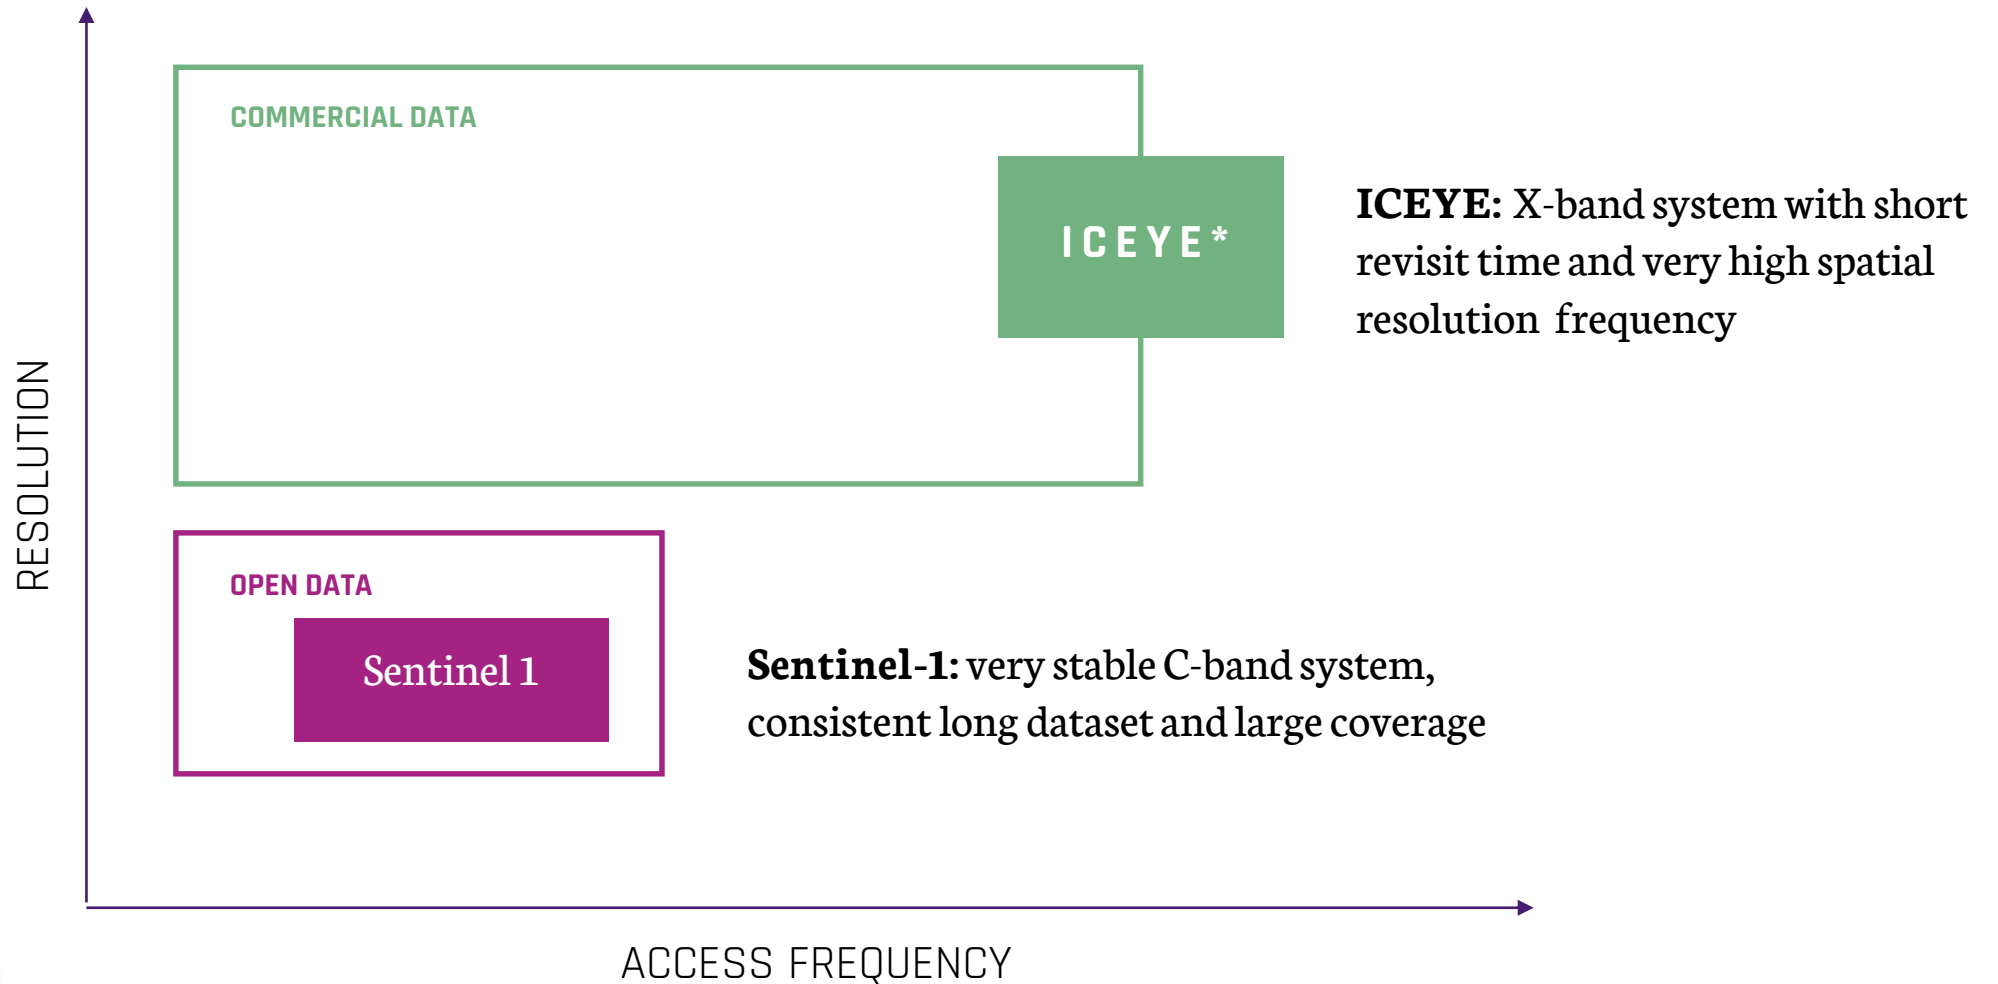 COMMERCIAL DATA
ICEYE*
ICEYE: X-band system with short
revisit time and very high spatial
resolution frequency
RESOLUTION
OPEN DATA
Sentinel 1
Sentinel-1: very stable C-band system,
consistent long dataset and large coverage
ACCESS FREQUENCY